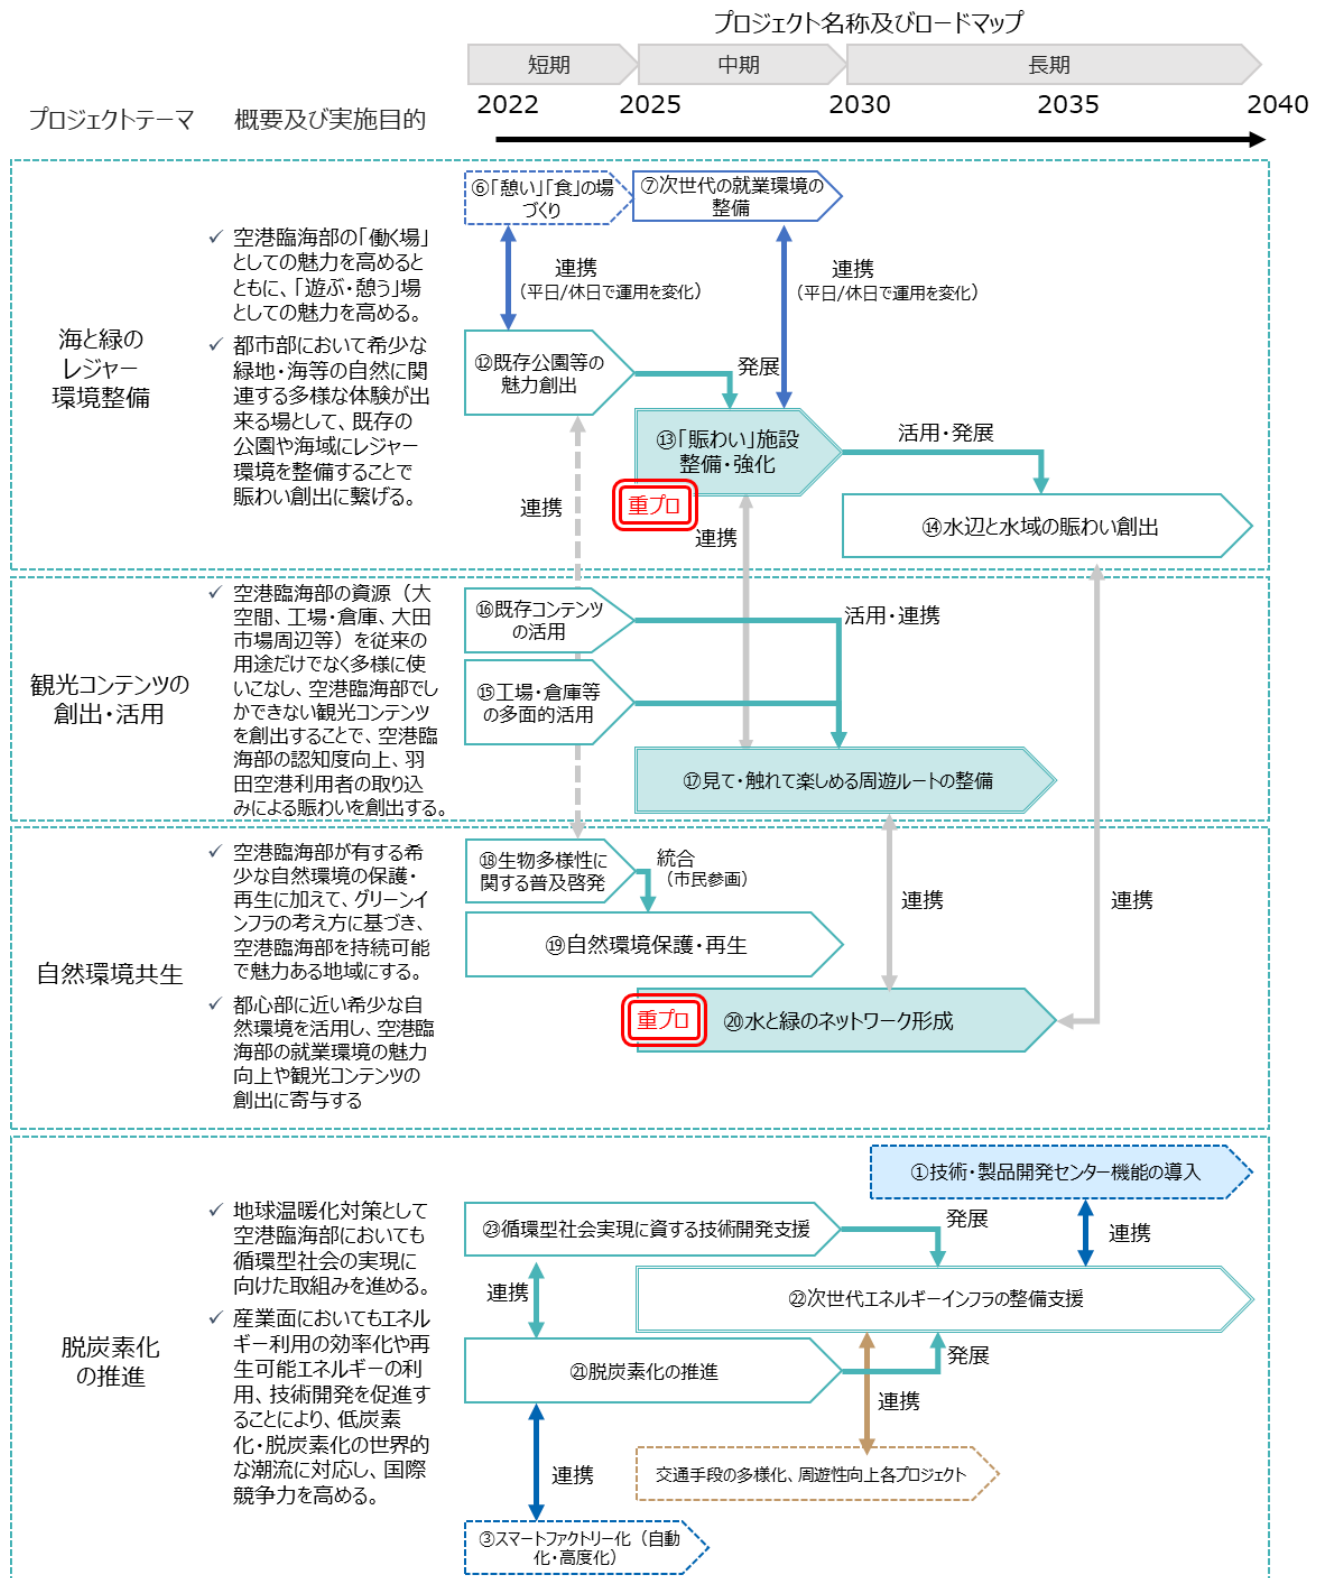 プロジェクト名称及びロードマップ
短期
中期
長期
プロジェクトテーマ
概要及び実施目的
2022
2025
2030
2035
2040
海と緑の
レジャー
環境整備
✓ 空港臨海部の「働く場」
としての魅力を高めると
ともに、「遊ぶ・憩う」場
としての魅力を高める。
✓ 都市部において希少な
緑地・海等の自然に関
連する多様な体験が出
来る場として、既存の
公園や海域にレジャー
環境を整備することで
賑わい創出に繋げる。
⑥「憩い」「食」の場
づくり
⑦次世代の就業環境の
整備
連携
（平日/休日で運用を変化）
連携
（平日/休日で運用を変化）
⑫既存公園等の
魅力創出
発展
⑬「賑わい」施設
整備・強化
重プロ
活用・発展
連携
連携
⑭水辺と水域の賑わい創出
観光コンテンツの
創出・活用
✓ 空港臨海部の資源（大
空間、工場・倉庫、大田
市場周辺等）を従来の
用途だけでなく多様に使
いこなし、空港臨海部でし
かできない観光コンテンツ
を創出することで、空港臨
海部の認知度向上、羽
田空港利用者の取り込
みによる賑わいを創出する。
⑯既存コンテンツ
の活用
活用・連携
⑮工場・倉庫等
の多面的活用
⑰見て・触れて楽しめる周遊ルートの整備
自然環境共生
✓ 空港臨海部が有する希
少な自然環境の保護・
再生に加えて、グリーンイ
ンフラの考え方に基づき、
空港臨海部を持続可能
で魅力ある地域にする。
✓ 都心部に近い希少な自
然環境を活用し、空港臨
海部の就業環境の魅力
向上や観光コンテンツの
創出に寄与する
⑱生物多様性に
関する普及啓発
統合
（市民参画）
連携
連携
⑲自然環境保護・再生
重プロ
⑳水と緑のネットワーク形成
脱炭素化
の推進
✓ 地球温暖化対策として
空港臨海部においても
循環型社会の実現に
向けた取組みを進める。
✓ 産業面においてもエネル
ギー利用の効率化や再
生可能エネルギーの利
用、技術開発を促進す
ることにより、低炭素
化・脱炭素化の世界的
な潮流に対応し、国際
競争力を高める。
①技術・製品開発センター機能の導入
㉓循環型社会実現に資する技術開発支援
発展
連携
連携
㉒次世代エネルギーインフラの整備支援
㉑脱炭素化の推進
発展
連携
連携
交通手段の多様化、周遊性向上各プロジェクト
③スマートファクトリー化（自動
化・高度化）